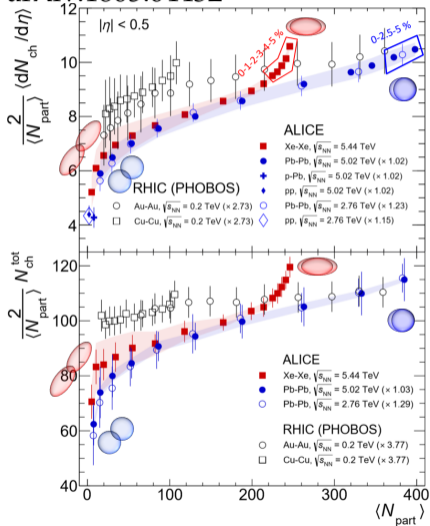 12
10
8
6
4
2/⟨N_part⟩ ⟨dN_ch/dη⟩
|η| < 0.5
0-1-2-3-4-5 %
0-2.5-5 %
ALICE
Xe-Xe, √s_NN = 5.44 TeV
Pb-Pb, √s_NN = 5.02 TeV (× 1.02)
p-Pb, √s_NN = 5.02 TeV (× 1.02)
pp, √s_NN = 5.02 TeV (× 1.02)
Pb-Pb, √s_NN = 2.76 TeV (× 1.23)
pp, √s_NN = 2.76 TeV (× 1.15)
RHIC (PHOBOS)
Au-Au, √s_NN = 0.2 TeV (× 2.73)
Cu-Cu, √s_NN = 0.2 TeV (× 2.73)
120
100
80
60
40
2/⟨N_part⟩ N_ch^tot
ALICE
Xe-Xe, √s_NN = 5.44 TeV
Pb-Pb, √s_NN = 5.02 TeV (× 1.03)
Pb-Pb, √s_NN = 2.76 TeV (× 1.29)
RHIC (PHOBOS)
Au-Au, √s_NN = 0.2 TeV (× 3.77)
Cu-Cu, √s_NN = 0.2 TeV (× 3.77)
0 100 200 300 400
⟨N_part⟩